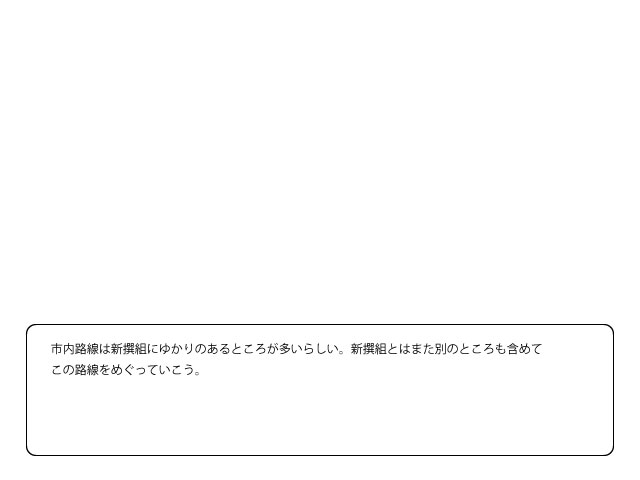 市内路線は新撰組にゆかりのあるところが多いらしい。新撰組とはまた別のところも含めて
この路線をめぐっていこう。